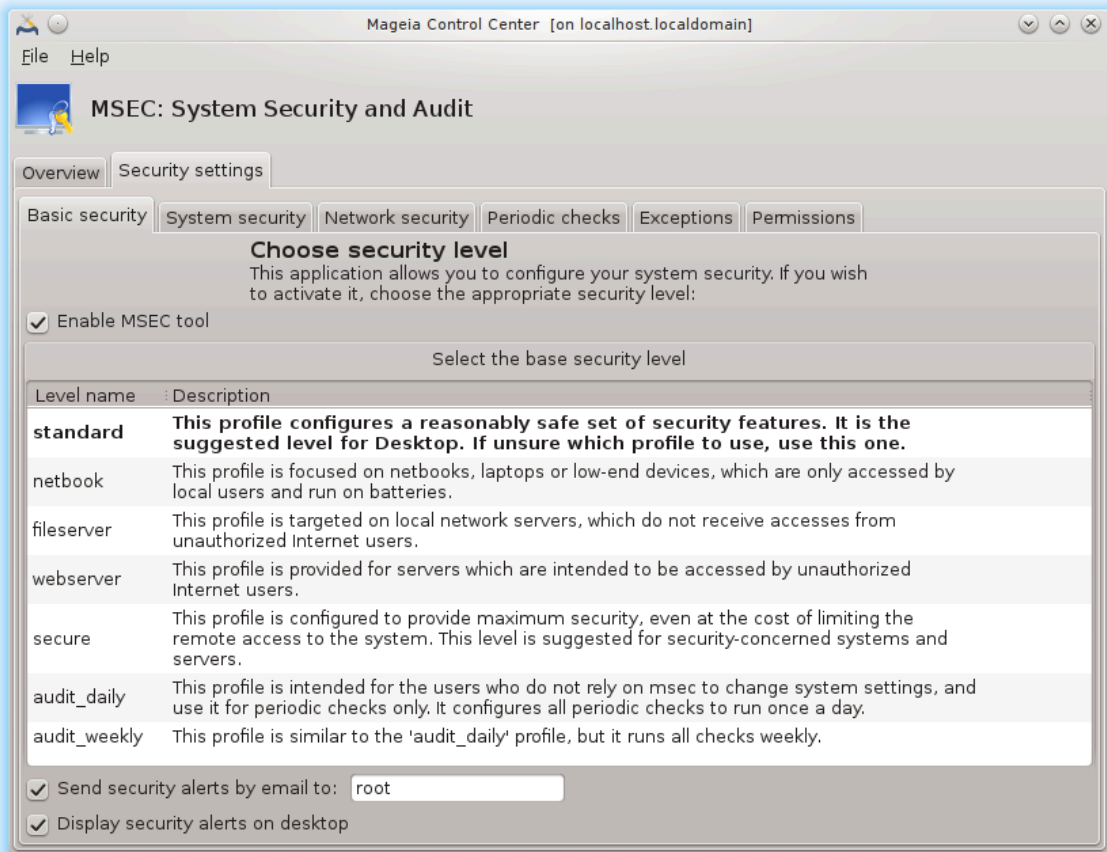 Mageia Control Center [on localhost.localdomain]
File Help
MSEC: System Security and Audit
Overview Security settings
Basic security System security Network security Periodic checks Exceptions Permissions
Choose security level
This application allows you to configure your system security. If you wish
to activate it, choose the appropriate security level:
Enable MSEC tool
Select the base security level
Level name Description
standard This profile configures a reasonably safe set of security features. It is the
suggested level for Desktop. If unsure which profile to use, use this one.
netbook This profile is focused on netbooks, laptops or low-end devices, which are only accessed by
local users and run on batteries.
fileserver This profile is targeted on local network servers, which do not receive accesses from
unauthorized Internet users.
webserver This profile is provided for servers which are intended to be accessed by unauthorized
Internet users.
secure This profile is configured to provide maximum security, even at the cost of limiting the
remote access to the system. This level is suggested for security-concerned systems and
servers.
audit_daily This profile is intended for the users who do not rely on msec to change system settings, and
use it for periodic checks only. It configures all periodic checks to run once a day.
audit_weekly This profile is similar to the 'audit_daily' profile, but it runs all checks weekly.
Send security alerts by email to: root
Display security alerts on desktop